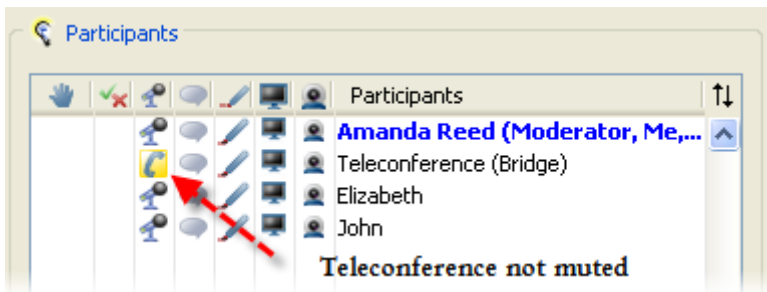 Participants
Participants
Amanda Reed (Moderator, Me,...
Teleconference (Bridge)
Elizabeth
John
Teleconference not muted